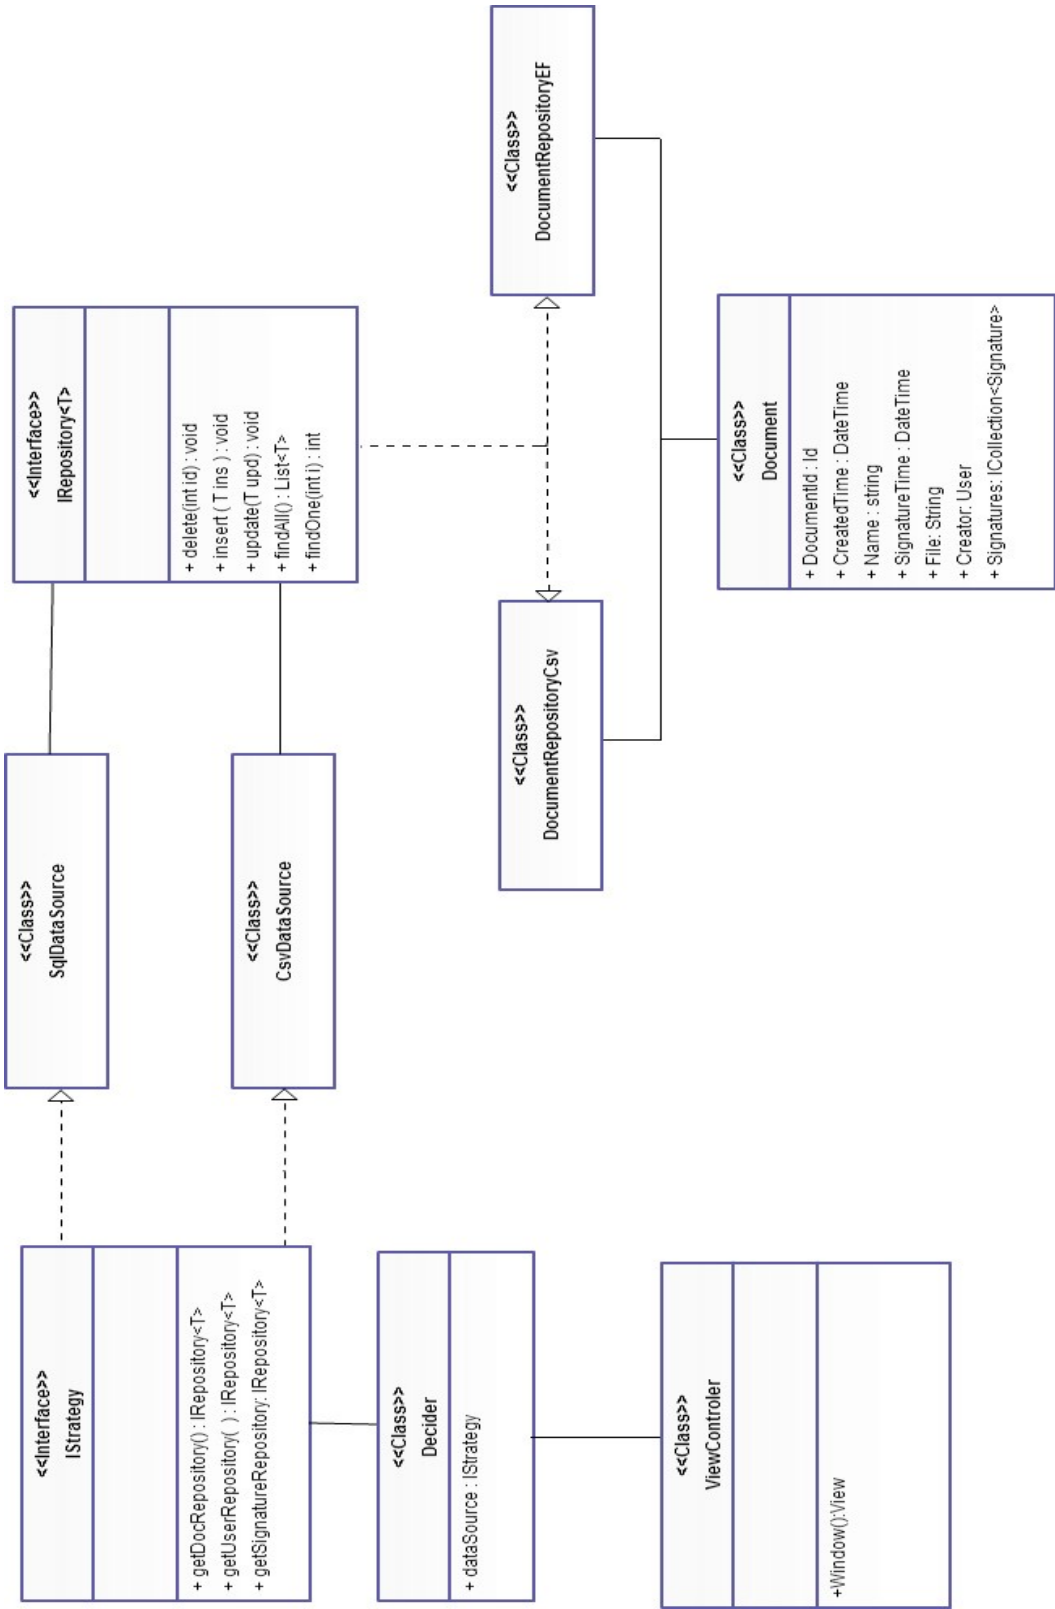 <<Interface>>
IStrategy
+ getDocRepository() : IRepository<T>
+ getUserRepository( ) : IRepository<T>
+ getSignatureRepository: IRepository<T>
<<Class>>
Decider
+ dataSource : IStrategy
<<Class>>
ViewControler
+Window():View
<<Class>>
SqlDataSource
<<Class>>
CsvDataSource
<<Interface>>
IRepository<T>
+ delete(int id) : void
+ insert ( T ins ) : void
+ update(T upd) : void
+ findAll() : List<T>
+ findOne(int i) : int
<<Class>>
DocumentRepositoryCsv
<<Class>>
DocumentRepositoryEF
<<Class>>
Document
+ DocumentId : Id
+ CreatedTime : DateTime
+ Name : string
+ SignatureTime : DateTime
+ File: String
+ Creator: User
+ Signatures: ICollection<Signature>